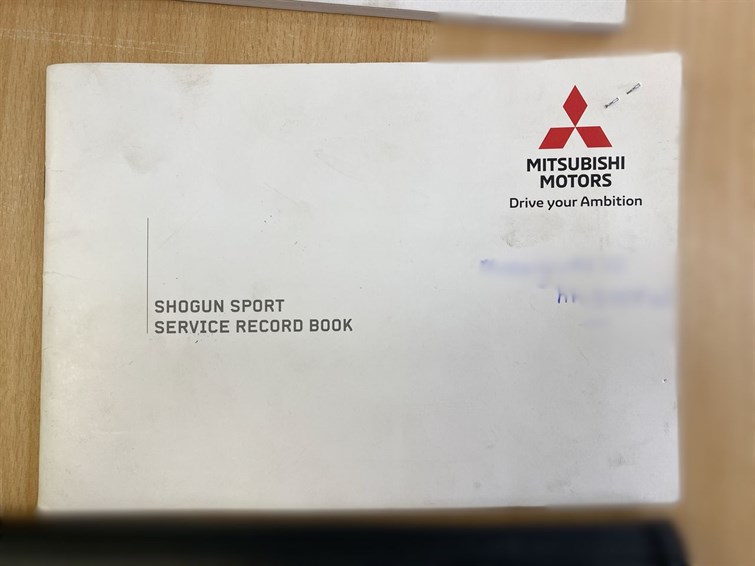 MITSUBISHI
MOTORS
Drive your Ambition
SHOGUN SPORT
SERVICE RECORD BOOK